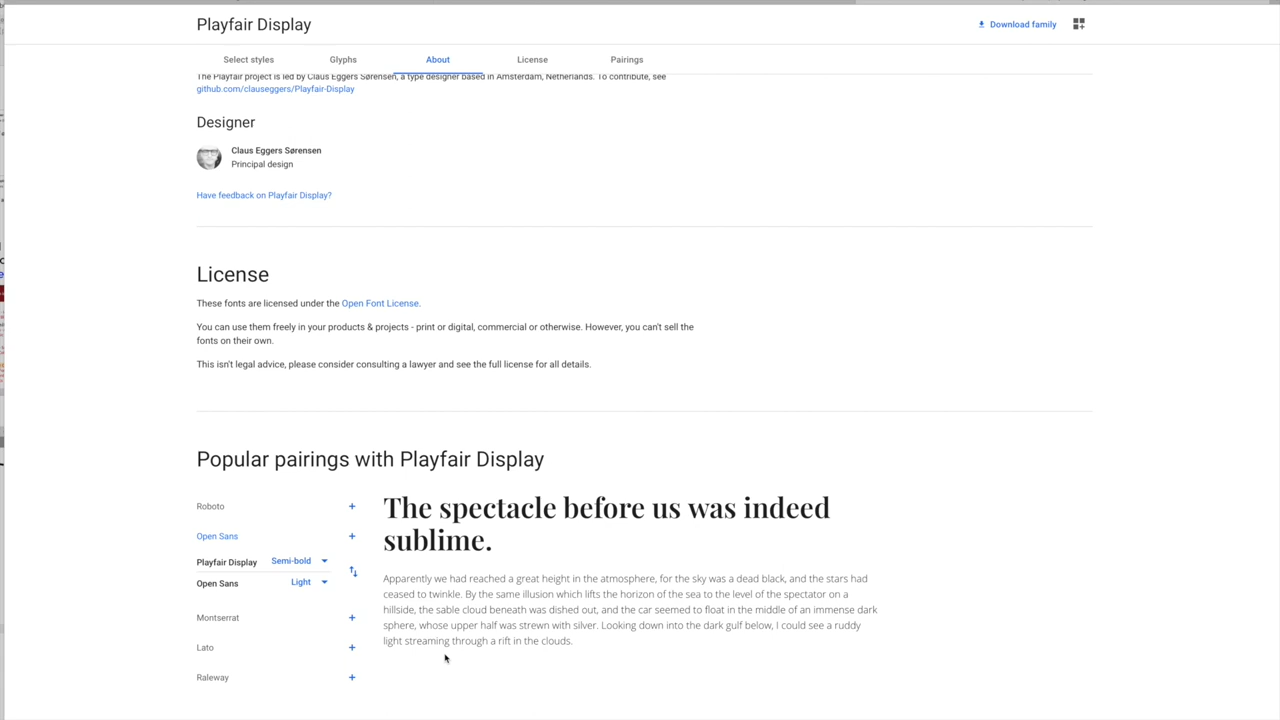 Playfair Display
Download family
Select styles
Glyphs
About
License
Pairings
The Playfair project is led by Claus Eggers Sørensen, a type designer based in Amsterdam, Netherlands. To contribute, see
github.com/clauseggers/Playfair-Display
Designer
Claus Eggers Sørensen
Principal design
Have feedback on Playfair Display?
License
These fonts are licensed under the Open Font License.
You can use them freely in your products & projects - print or digital, commercial or otherwise. However, you can't sell the
fonts on their own.
This isn't legal advice, please consider consulting a lawyer and see the full license for all details.
Popular pairings with Playfair Display
Roboto +
Open Sans +
Playfair Display Semi-bold
Open Sans Light
Montserrat +
Lato +
Raleway +
The spectacle before us was indeed
sublime.
Apparently we had reached a great height in the atmosphere, for the sky was a dead black, and the stars had
ceased to twinkle. By the same illusion which lifts the horizon of the sea to the level of the spectator on a
hillside, the sable cloud beneath was dished out, and the car seemed to float in the middle of an immense dark
sphere, whose upper half was strewn with silver. Looking down into the dark gulf below, I could see a ruddy
light streaming through a rift in the clouds.